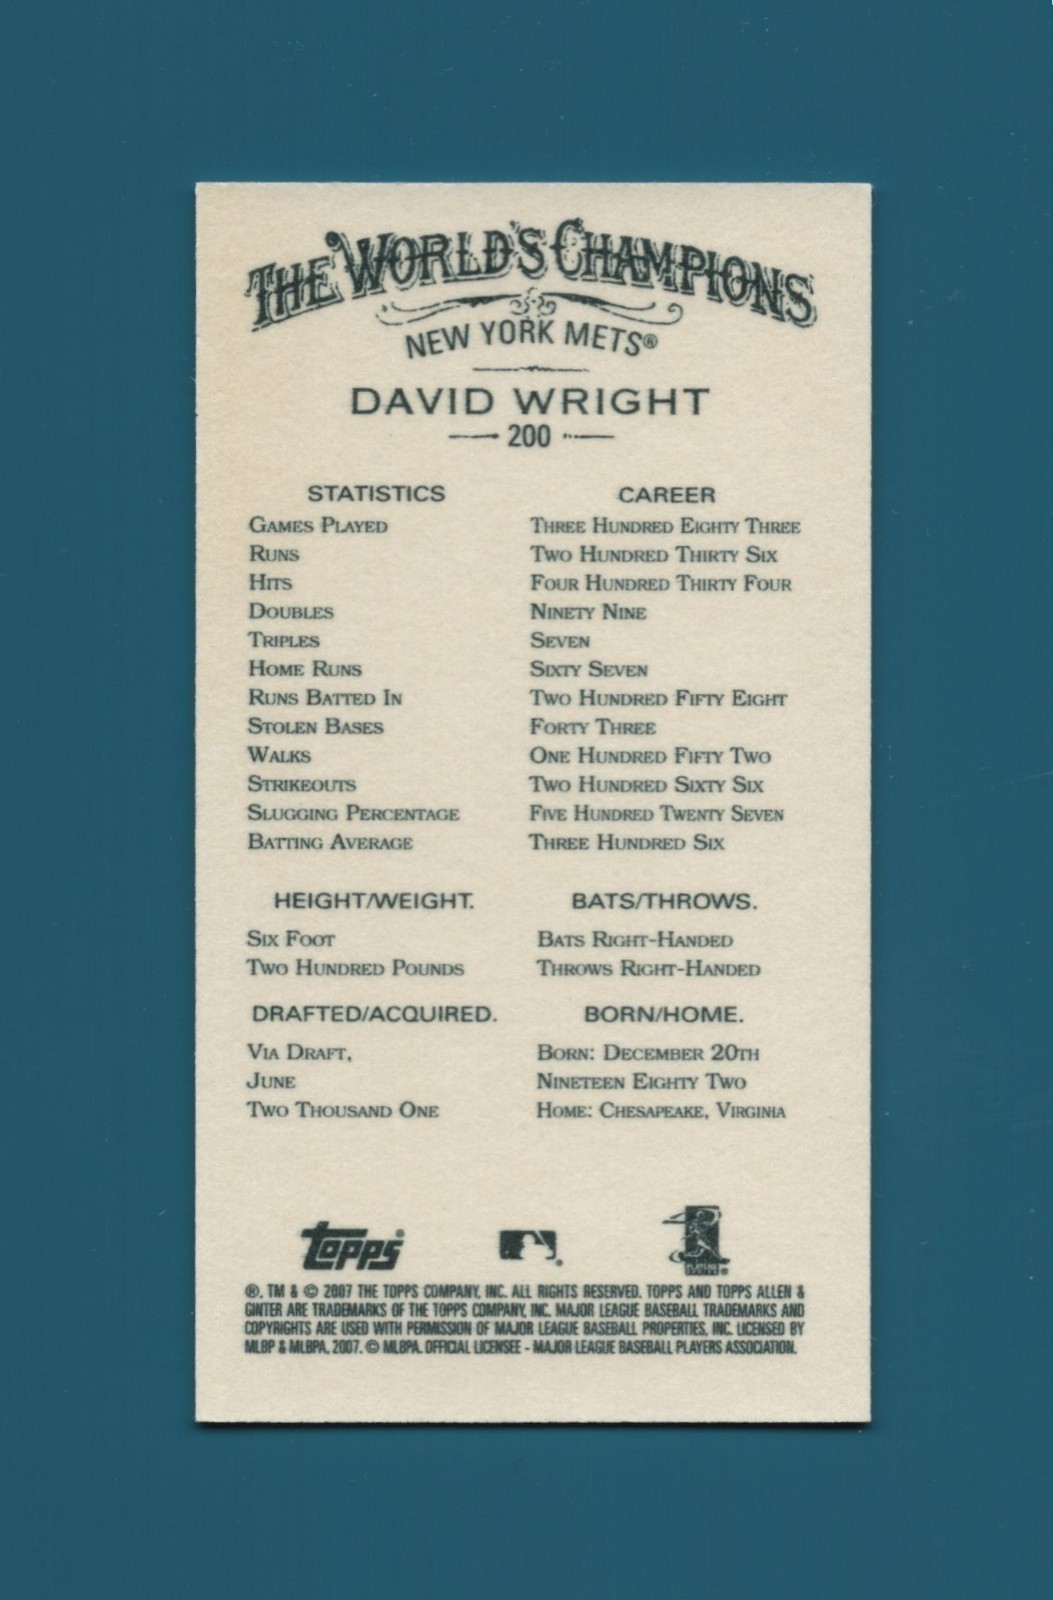 THE WORLD'S CHAMPIONS
NEW YORK METS®
DAVID WRIGHT
200
STATISTICS CAREER
GAMES PLAYED THREE HUNDRED EIGHTY THREE
RUNS TWO HUNDRED THIRTY SIX
HITS FOUR HUNDRED THIRTY FOUR
DOUBLES NINETY NINE
TRIPLES SEVEN
HOME RUNS SIXTY SEVEN
RUNS BATTED IN TWO HUNDRED FIFTY EIGHT
STOLEN BASES FORTY THREE
WALKS ONE HUNDRED FIFTY TWO
STRIKEOUTS TWO HUNDRED SIXTY SIX
SLUGGING PERCENTAGE FIVE HUNDRED TWENTY SEVEN
BATTING AVERAGE THREE HUNDRED SIX
HEIGHT/WEIGHT. BATS/THROWS.
SIX FOOT BATS RIGHT-HANDED
TWO HUNDRED POUNDS THROWS RIGHT-HANDED
DRAFTED/ACQUIRED. BORN/HOME.
VIA DRAFT, BORN: DECEMBER 20TH
JUNE NINETEEN EIGHTY TWO
TWO THOUSAND ONE HOME: CHESAPEAKE, VIRGINIA
Topps®
®, TM & © 2007 THE TOPPS COMPANY, INC. ALL RIGHTS RESERVED. TOPPS AND TOPPS ALLEN &
GINTER ARE TRADEMARKS OF THE TOPPS COMPANY, INC. MAJOR LEAGUE BASEBALL TRADEMARKS AND
COPYRIGHTS ARE USED WITH PERMISSION OF MAJOR LEAGUE BASEBALL PROPERTIES, INC. LICENSED BY
MLBP & MLBPA, 2007. © MLBPA. OFFICIAL LICENSEE - MAJOR LEAGUE BASEBALL PLAYERS ASSOCIATION.